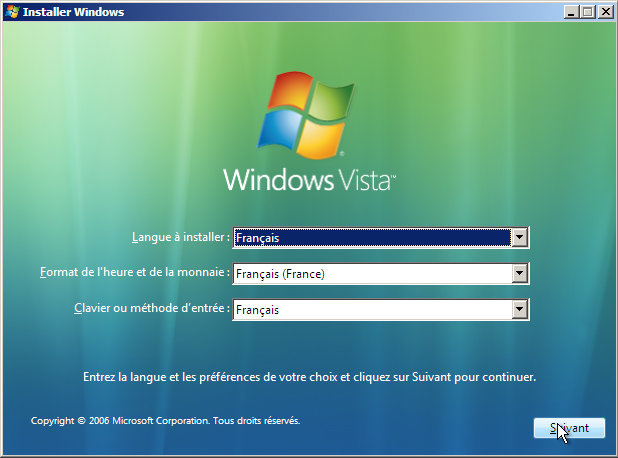 Installer Windows
Windows Vista™
Langue à installer : Français
Format de l'heure et de la monnaie : Français (France)
Clavier ou méthode d'entrée : Français
Entrez la langue et les préférences de votre choix et cliquez sur Suivant pour continuer.
Copyright © 2006 Microsoft Corporation. Tous droits réservés.
Suivant